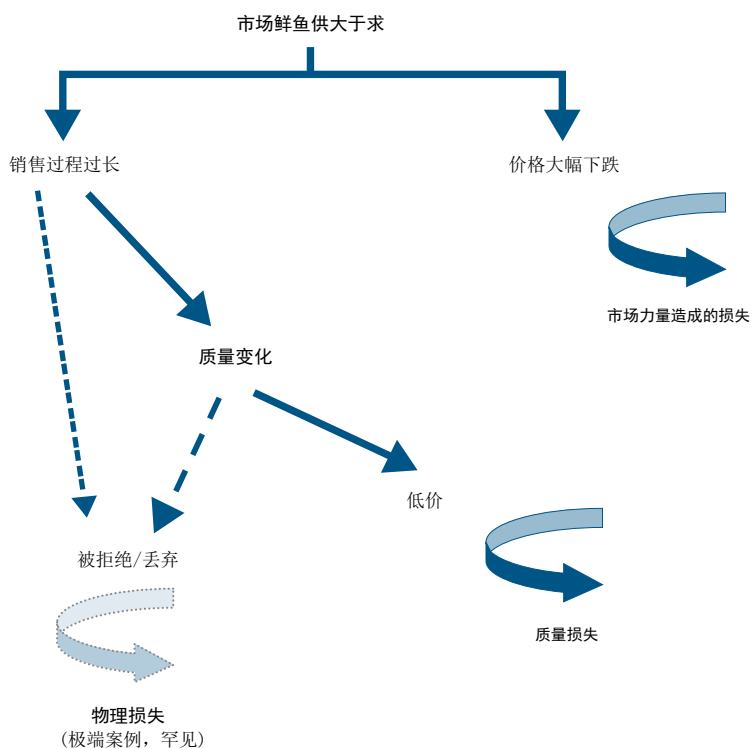 市场鲜鱼供大于求
销售过程过长
价格大幅下跌
市场力量造成的损失
质量变化
低价
被拒绝/丢弃
质量损失
物理损失
(极端案例，罕见)